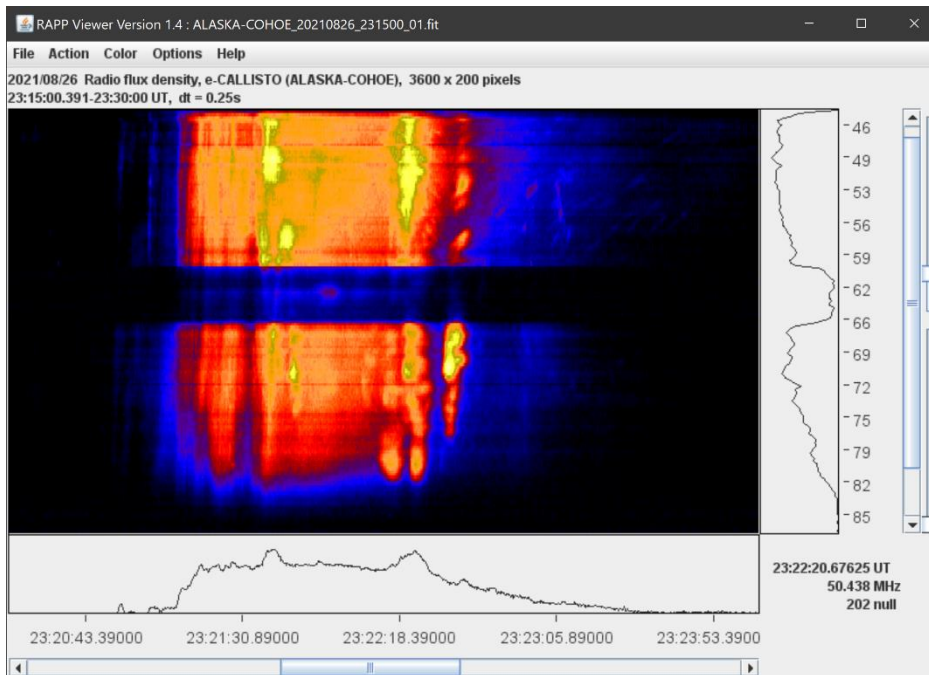 RAPP Viewer Version 1.4 : ALASKA-COHOE_20210826_231500_01.fit
File Action Color Options Help
2021/08/26 Radio flux density, e-CALLISTO (ALASKA-COHOE), 3600 x 200 pixels
23:15:00.391-23:30:00 UT, dt = 0.25s
46
49
53
56
59
62
66
69
72
75
79
82
85
23:22:20.67625 UT
50.438 MHz
202 null
23:20:43.39000 23:21:30.89000 23:22:18.39000 23:23:05.89000 23:23:53.3900